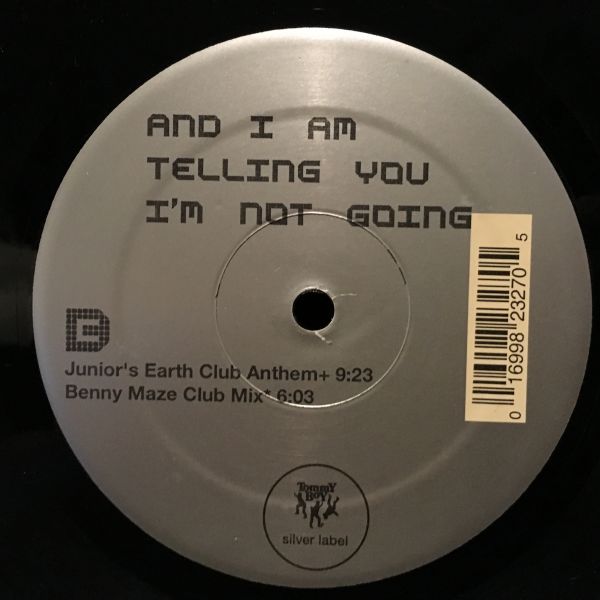 AND I AM
TELLING YOU
I'M NOT GOING
B
Junior's Earth Club Anthem+ 9:23
Benny Maze Club Mix* 6:03
0 16998 23270 5
Tommy
Boy
silver label